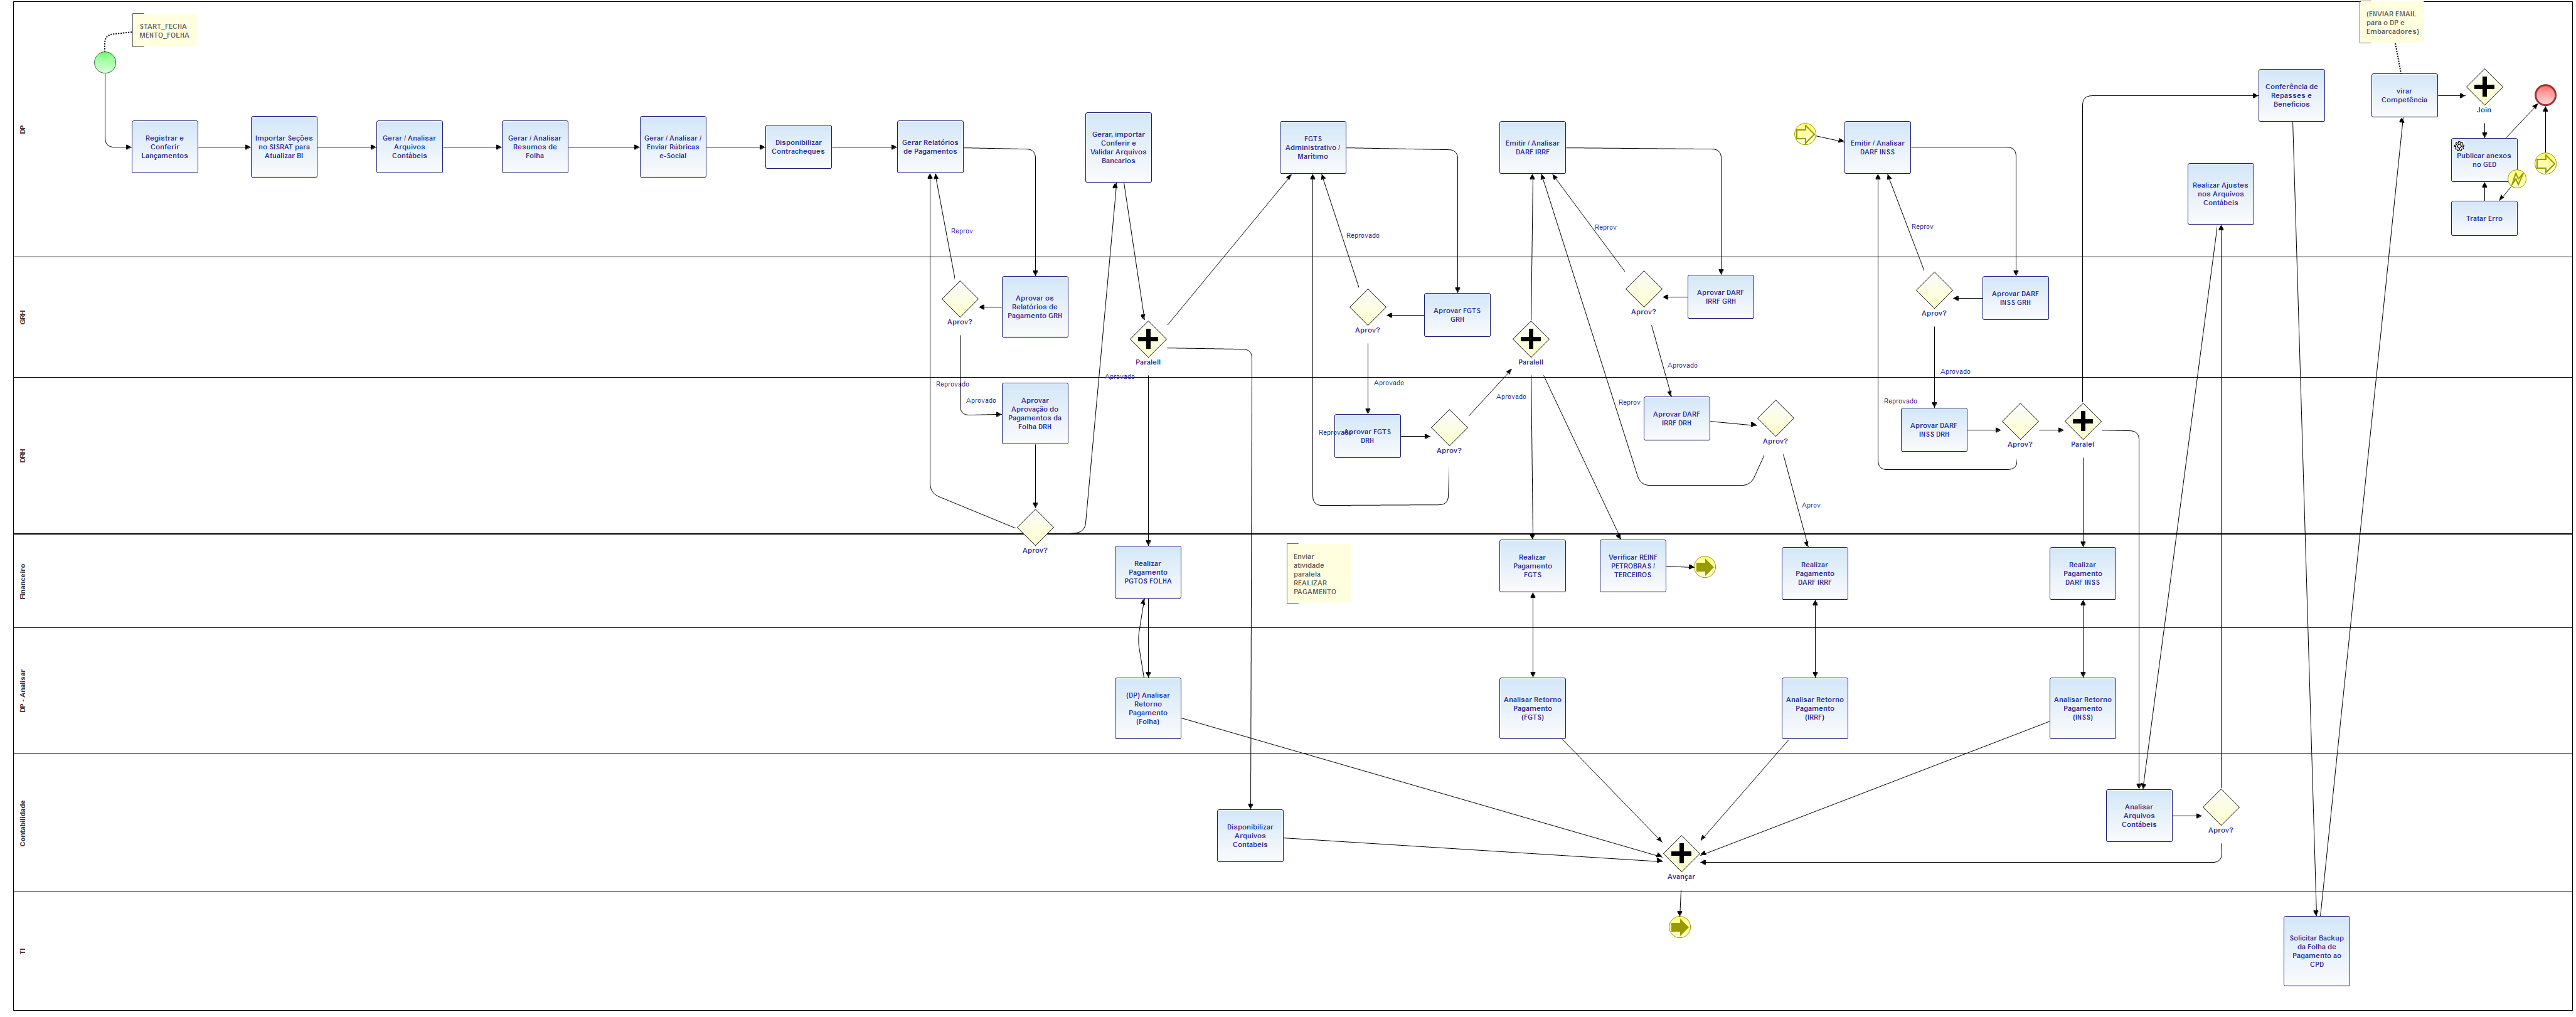 START_FECHA
MENTO_FOLHA
(ENVIAR EMAIL
para o DP e
Embarcadores)
DP
Registrar e
Conferir
Lançamentos
Importar Seções
no SISRAT para
Atualizar BI
Gerar / Analisar
Arquivos
Contábeis
Gerar / Analisar
Resumos de
Folha
Gerar / Analisar /
Enviar Rúbricas
e-Social
Disponibilizar
Contracheques
Gerar Relatórios
de Pagamentos
Gerar, importar
Conferir e
Validar Arquivos
Bancarios
FGTS
Administrativo /
Marítimo
Emitir / Analisar
DARF IRRF
Emitir / Analisar
DARF INSS
Conferência de
Repasses e
Benefícios
virar
Competência
Join
Publicar anexos
no GED
Tratar Erro
Realizar Ajustes
nos Arquivos
Contábeis
Reprov
Reprovado
Reprov
Reprov
GRH
Aprov?
Aprovar os
Relatórios de
Pagamento GRH
Paralell
Aprov?
Aprovar FGTS
GRH
Paralell
Aprov?
Aprovar DARF
IRRF GRH
Aprov?
Aprovar DARF
INSS GRH
Aprovado
Aprovado
Aprovado
Reprovado
Aprovado
Aprovado
Aprovado
DRH
Aprovar
Aprovação do
Pagamentos da
Folha DRH
Aprov?
Reprovado
Aprovar FGTS
DRH
Aprov?
Reprov
Aprovar DARF
IRRF DRH
Aprov?
Aprov
Reprovado
Aprovar DARF
INSS DRH
Aprov?
Paralel
Financeiro
Realizar
Pagamento
PGTOS FOLHA
Enviar
atividade
paralela
REALIZAR
PAGAMENTO
Realizar
Pagamento
FGTS
Verificar REINF
PETROBRAS /
TERCEIROS
Realizar
Pagamento
DARF IRRF
Realizar
Pagamento
DARF INSS
DP - Analisar
(DP) Analisar
Retorno
Pagamento
(Folha)
Analisar Retorno
Pagamento
(FGTS)
Analisar Retorno
Pagamento
(IRRF)
Analisar Retorno
Pagamento
(INSS)
Contabilidade
Disponibilizar
Arquivos
Contabeis
Avançar
Analisar
Arquivos
Contábeis
Aprov?
TI
Solicitar Backup
da Folha de
Pagamento ao
CPD